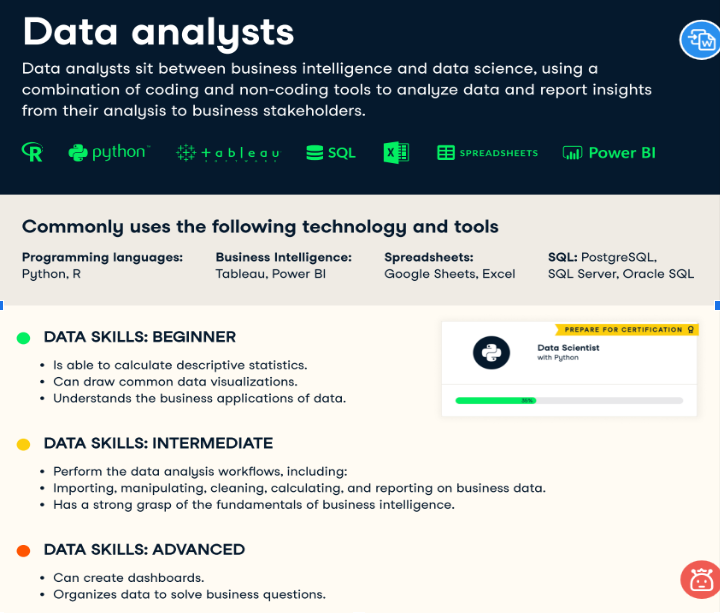 Data analysts
Data analysts sit between business intelligence and data science, using a
combination of coding and non-coding tools to analyze data and report insights
from their analysis to business stakeholders.
R python tableau SQL X SPREADSHEETS Power BI
Commonly uses the following technology and tools
Programming languages:
Python, R
Business Intelligence:
Tableau, Power BI
Spreadsheets:
Google Sheets, Excel
SQL: PostgreSQL,
SQL Server, Oracle SQL
DATA SKILLS: BEGINNER
• Is able to calculate descriptive statistics.
• Can draw common data visualizations.
• Understands the business applications of data.
PREPARE FOR CERTIFICATION
Data Scientist
with Python
DATA SKILLS: INTERMEDIATE
• Perform the data analysis workflows, including:
• Importing, manipulating, cleaning, calculating, and reporting on business data.
• Has a strong grasp of the fundamentals of business intelligence.
DATA SKILLS: ADVANCED
• Can create dashboards.
• Organizes data to solve business questions.
W